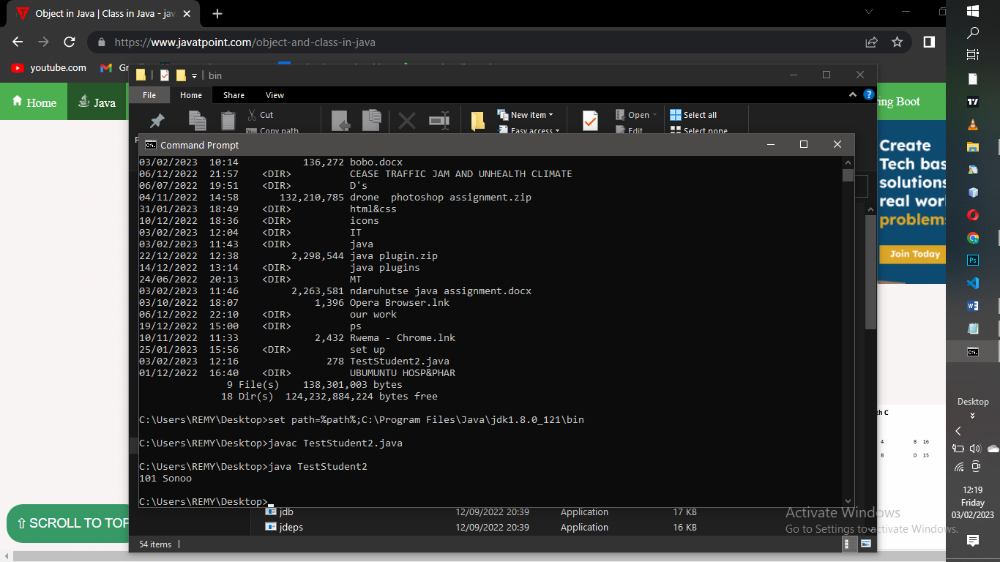 Object in Java | Class in Java - jav
https://www.javatpoint.com/object-and-class-in-java
youtube.com
bin
Home
Java
ing Boot
File Home Share View
Cut
Copy path
New item
Easy access
Open
Edit
Select all
Select none
Command Prompt
03/02/2023 10:14 136,272 bobo.docx
06/12/2022 21:57 <DIR> CEASE TRAFFIC JAM AND UNHEALTH CLIMATE
06/07/2022 19:51 <DIR> D's
04/11/2022 14:58 132,210,785 drone photoshop assignment.zip
31/01/2023 18:49 <DIR> html&css
10/12/2022 18:36 <DIR> icons
03/02/2023 12:04 <DIR> IT
03/02/2023 11:43 <DIR> java
22/12/2022 12:38 2,298,544 java plugin.zip
14/12/2022 13:14 <DIR> java plugins
24/06/2022 20:13 <DIR> MT
03/02/2023 11:46 2,263,581 ndaruhutse java assignment.docx
03/10/2022 18:07 1,396 Opera Browser.lnk
06/12/2022 22:10 <DIR> our work
19/12/2022 15:00 <DIR> ps
10/11/2022 11:33 2,432 Rwema - Chrome.lnk
25/01/2023 15:56 <DIR> set up
03/02/2023 12:16 278 TestStudent2.java
01/12/2022 16:40 <DIR> UBUMUNTU HOSP&PHAR
9 File(s) 138,301,003 bytes
18 Dir(s) 124,232,884,224 bytes free
C:\Users\REMY\Desktop>set path=%path%;C:\Program Files\Java\jdk1.8.0_121\bin
C:\Users\REMY\Desktop>javac TestStudent2.java
C:\Users\REMY\Desktop>java TestStudent2
101 Sonoo
C:\Users\REMY\Desktop>
jdb 12/09/2022 20:39 Application 17 KB
jdeps 12/09/2022 20:39 Application 16 KB
54 items
⇧ SCROLL TO TOP
Create
Tech bas
solutions
real wor
problems
Join Today
th C
4 B 16
8 D 15
Activate Windows
Go to Settings to activate Windows.
Ps
Desktop
12:19
Friday
03/02/2023